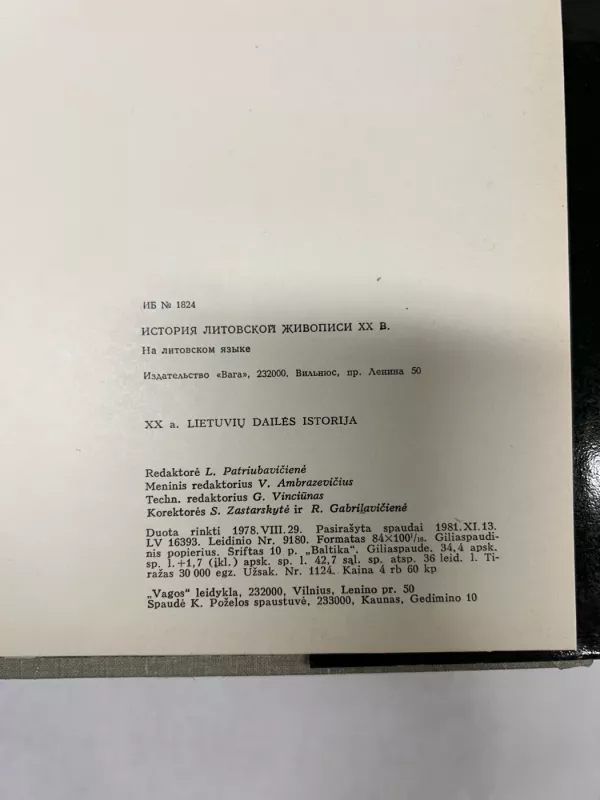 ИБ № 1824
ИСТОРИЯ ЛИТОВСКОЙ ЖИВОПИСИ XX В.
На литовском языке
Издательство «Вага», 232000, Вильнюс, пр. Ленина 50
XX a. LIETUVIŲ DAILĖS ISTORIJA
Redaktorė L. Patriubavičienė
Meninis redaktorius V. Ambrazevičius
Techn. redaktorius G. Vinciūnas
Korektorės S. Zastarskytė ir R. Gabrilavičienė
Duota rinkti 1978.VIII.29. Pasirašyta spaudai 1981.XI.13.
LV 16393. Leidinio Nr. 9180. Formatas 84×100¹/₁₆. Giliaspaudi-
nis popierius. Šriftas 10 p. „Baltika“. Giliaspaudė. 34,4 apsk.
sp. l.+1,7 (įkl.) apsk. sp. l. 42,7 sąl. sp. atsp. 36 leid. l. Ti-
ražas 30 000 egz. Užsak. Nr. 1124. Kaina 4 rb 60 kp
„Vagos“ leidykla, 232000, Vilnius, Lenino pr. 50
Spaudė K. Poželos spaustuvė, 233000, Kaunas, Gedimino 10